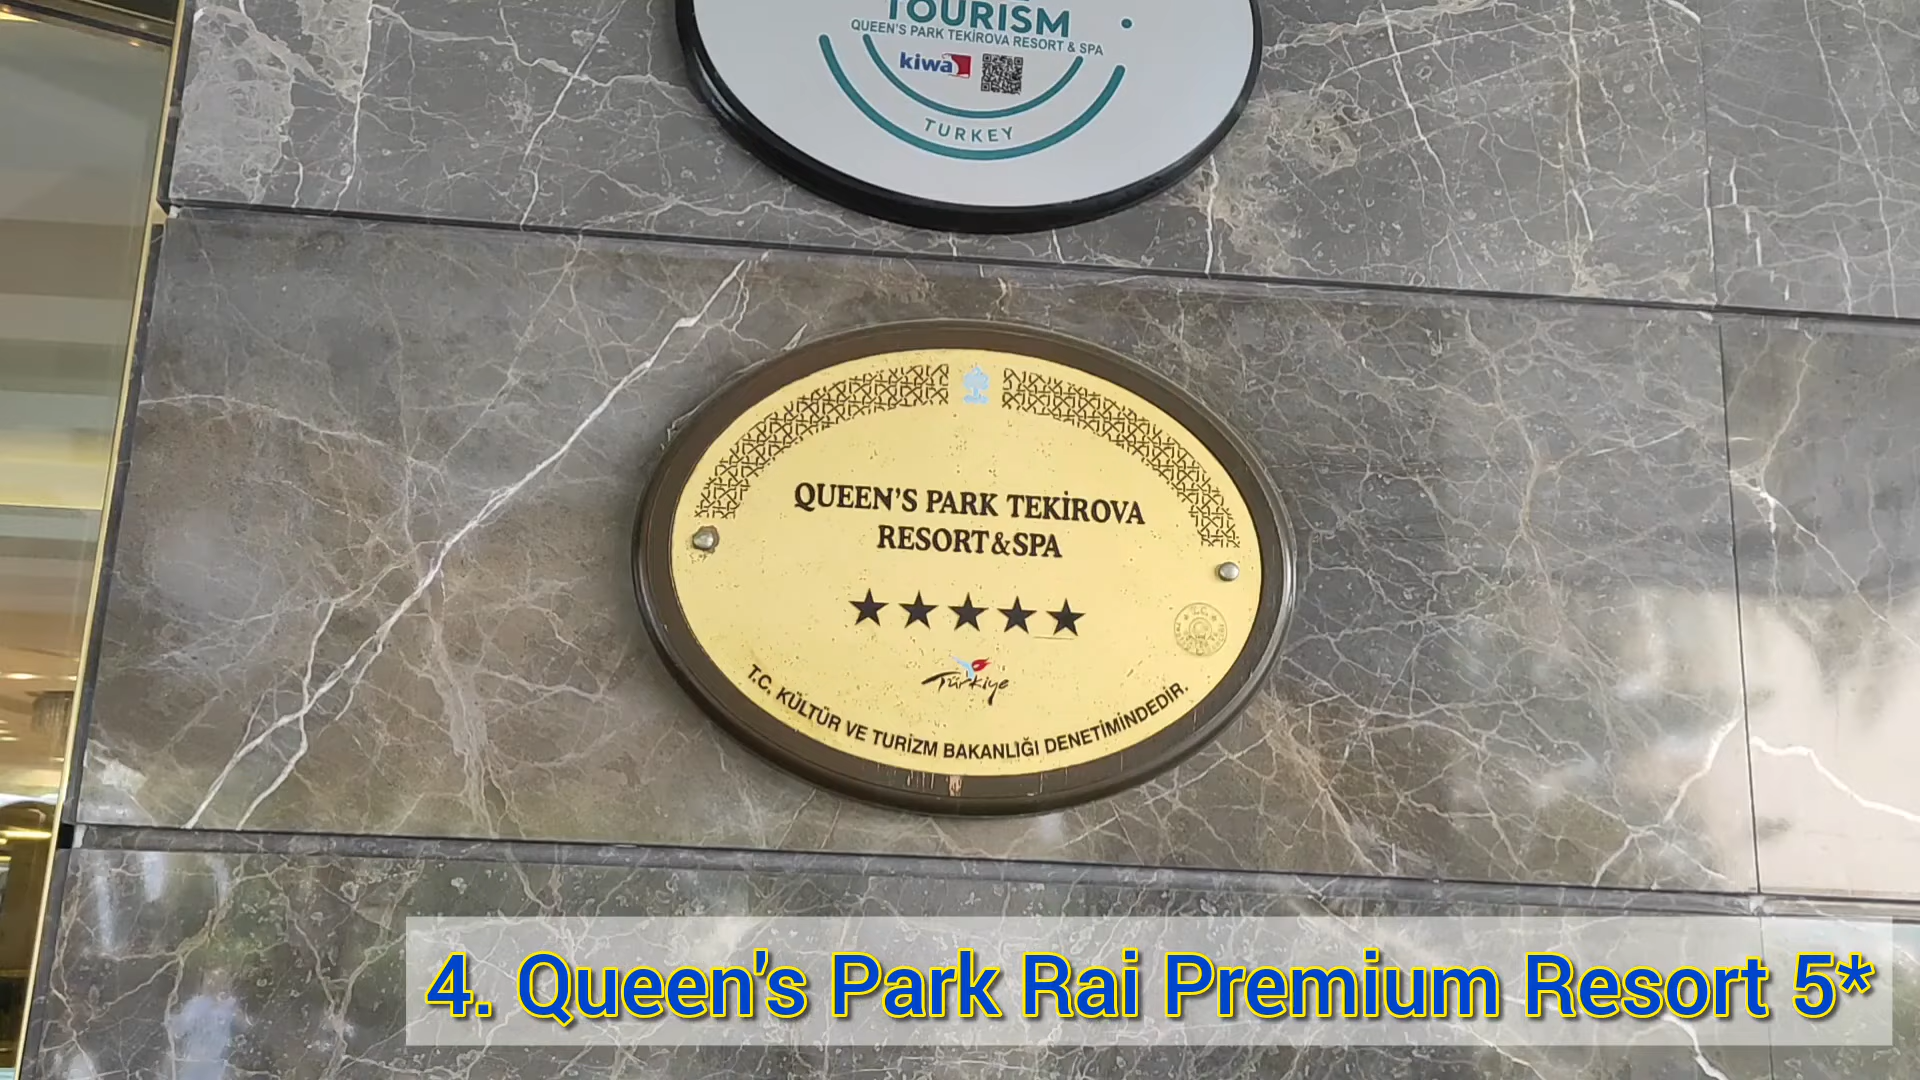 TOURISM
QUEEN'S PARK TEKİROVA RESORT & SPA
kiwa
TURKEY
QUEEN'S PARK TEKİROVA
RESORT&SPA
Türkiye
T.C. KÜLTÜR VE TURİZM BAKANLIĞI DENETİMİNDEDİR.
4. Queen's Park Rai Premium Resort 5*